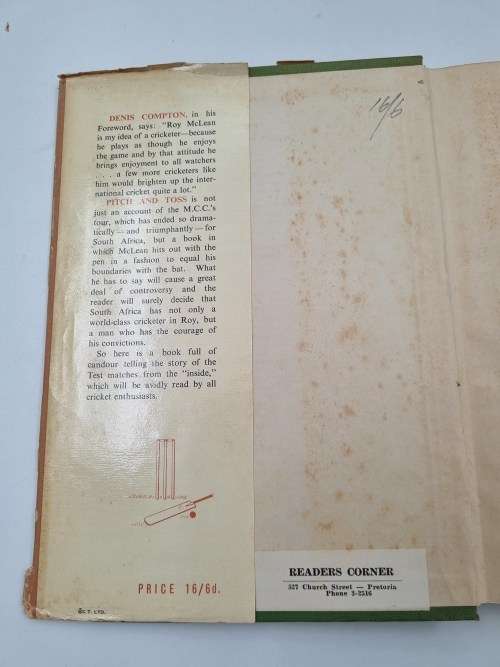 DENIS COMPTON, in his
Foreword, says: "Roy McLean
is my idea of a cricketer—because
he plays as though he enjoys
the game and by that attitude he
brings enjoyment to all watchers
. . . a few more cricketers like
him would brighten up the inter-
national cricket quite a lot."
PITCH AND TOSS is not
just an account of the M.C.C.'s
tour, which has ended so drama-
tically—and triumphantly—for
South Africa, but a book in
which McLean hits out with the
pen in a fashion to equal his
boundaries with the bat. What
he has to say will cause a great
deal of controversy and the
reader will surely decide that
South Africa has not only a
world-class cricketer in Roy, but
a man who has the courage of
his convictions.
So here is a book full of
candour telling the story of the
Test matches from the "inside,"
which will be avidly read by all
cricket enthusiasts.
PRICE 16/6d.
T. LTD.
16/6
READERS CORNER
527 Church Street — Pretoria
Phone 3-2516